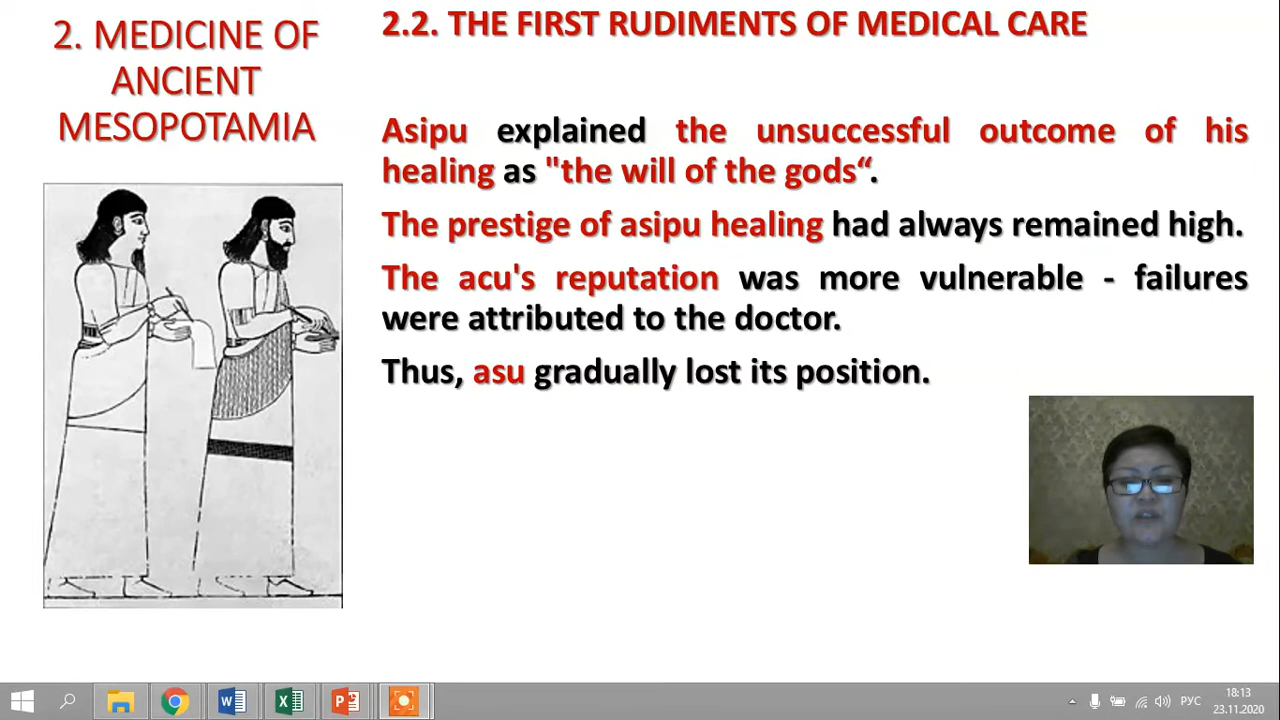 2. MEDICINE OF
ANCIENT
MESOPOTAMIA
2.2. THE FIRST RUDIMENTS OF MEDICAL CARE
Asipu explained the unsuccessful outcome of his
healing as "the will of the gods“.
The prestige of asipu healing had always remained high.
The acu's reputation was more vulnerable - failures
were attributed to the doctor.
Thus, asu gradually lost its position.
РУС
18:13
23.11.2020